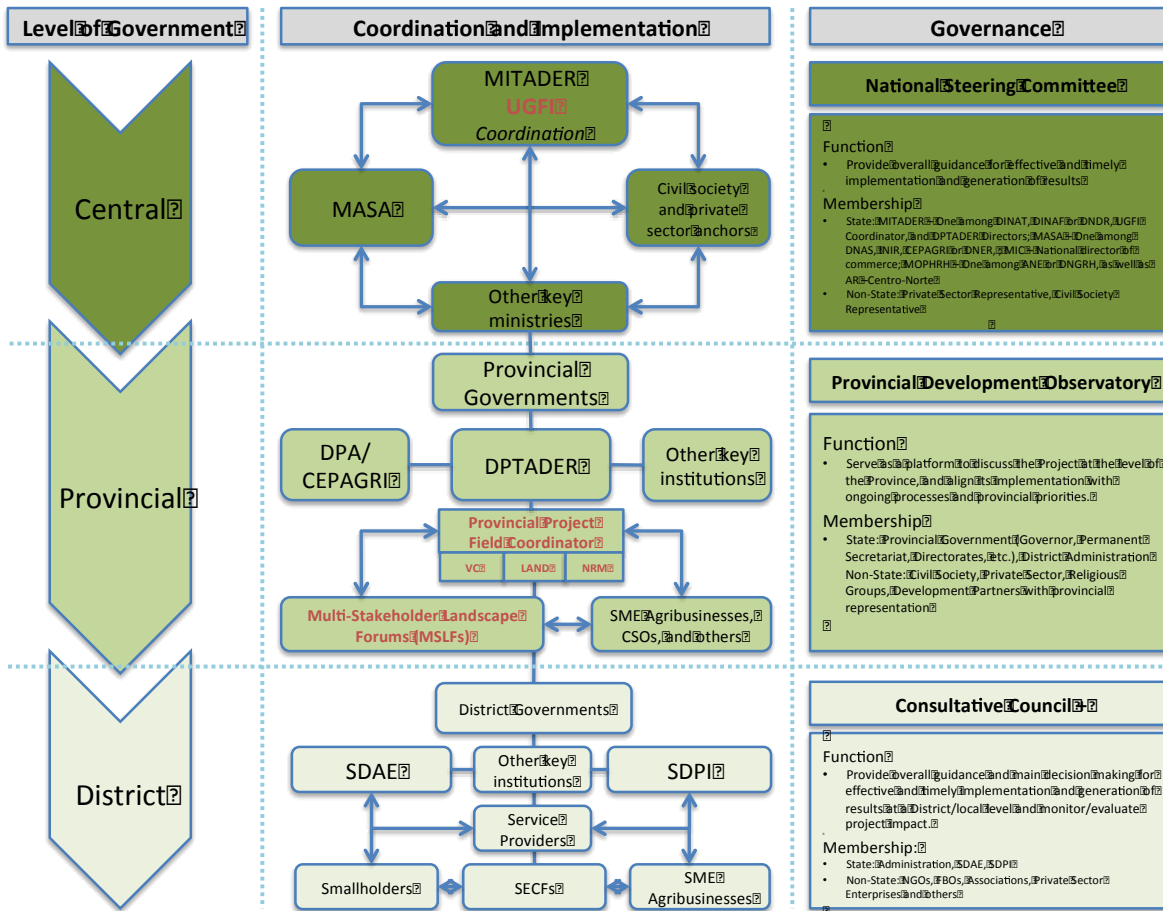 Level of Government
Coordination and Implementation
Governance
Central
MITADER
UGFI
Coordination
MASA
Civil society
and private
sector anchors
Other key
ministries
National Steering Committee
Function
• Provide overall guidance for effective and timely
implementation and generation of results
Membership
• State: MITADER – One among DINAT, DINAF or DNDR, UGFI
Coordinator, and DPTADER Directors; MASA – One among
DNAS, INIR, CEPAGRI or DNER, MIC – National director of
commerce; MOPHRH – One among ANE or DNGRH, as well as
AR – Centro-Norte
• Non-State: Private Sector Representative, Civil Society
Representative
Provincial
Provincial
Governments
DPA/
CEPAGRI
DPTADER
Other key
institutions
Provincial Project
Field Coordinator
VC
LAND
NRM
Multi-Stakeholder Landscape
Forums (MSLFs)
SME Agribusinesses,
CSOs, and others
Provincial Development Observatory
Function
• Serve as a platform to discuss the Project at the level of
the Province, and align its implementation with
ongoing processes and provincial priorities.
Membership
• State: Provincial Government (Governor, Permanent
Secretariat, Directorates, etc.), District Administration
Non-State: Civil Society, Private Sector, Religious
Groups, Development Partners with provincial
representation
District
District Governments
SDAE
Other key
institutions
SDPI
Service
Providers
Smallholders
SECFs
SME
Agribusinesses
Consultative Council +
Function
• Provide overall guidance and main decision making for
effective and timely implementation and generation of
results at a District/local level and monitor/evaluate
project impact.
Membership:
• State: Administration, SDAE, SDPI
• Non-State: NGOs, FBOs, Associations, Private Sector
Enterprises and others